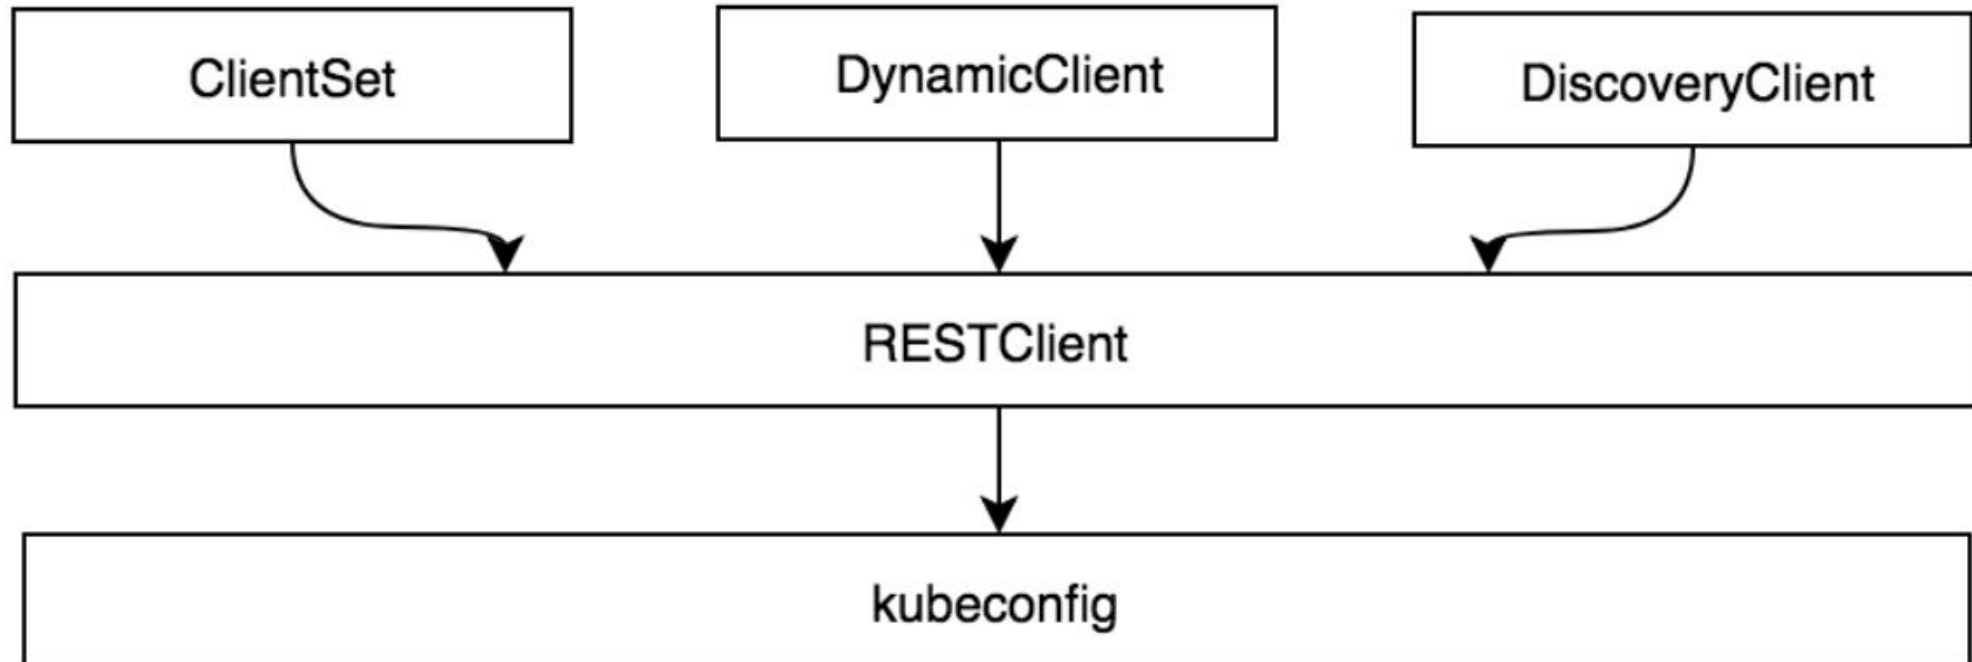 ClientSet
DynamicClient
DiscoveryClient
RESTClient
kubeconfig